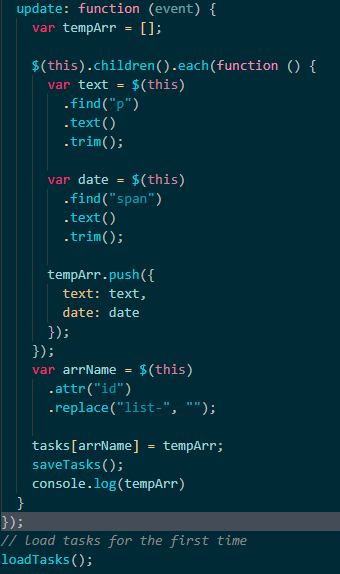 update: function (event) {
var tempArr = [];
$(this).children().each(function () {
var text = $(this)
.find("p")
.text()
.trim();
var date = $(this)
.find("span")
.text()
.trim();
tempArr.push({
text: text,
date: date
});
});
var arrName = $(this)
.attr("id")
.replace("list-", "");
tasks[arrName] = tempArr;
saveTasks();
console.log(tempArr)
}
});
// load tasks for the first time
loadTasks();